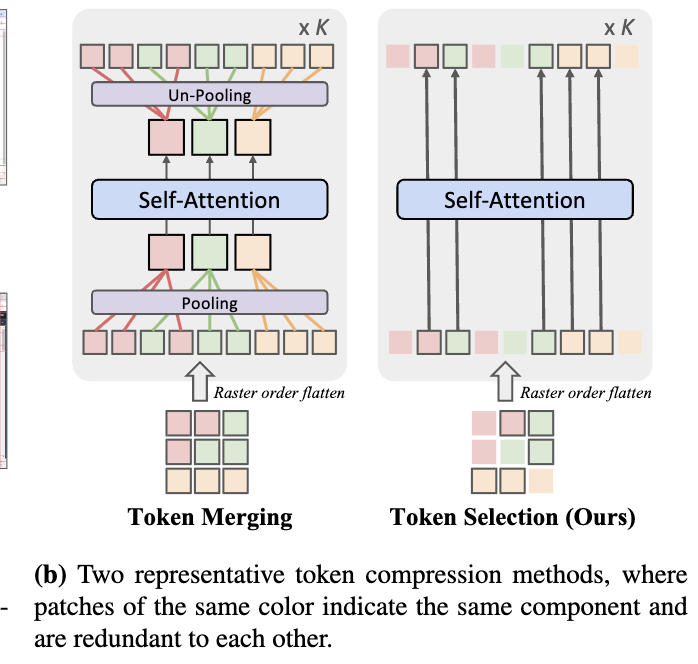 x K
Un-Pooling
Self-Attention
Pooling
Raster order flatten
Token Merging
x K
Self-Attention
Raster order flatten
Token Selection (Ours)
(b) Two representative token compression methods, where
- patches of the same color indicate the same component and
are redundant to each other.